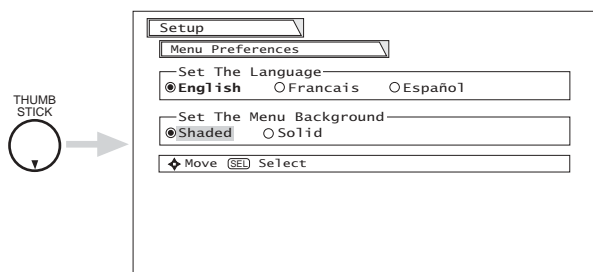 Setup
Menu Preferences
Set The Language
English Francais Español
THUMB
STICK
Set The Menu Background
Shaded Solid
Move SEL Select